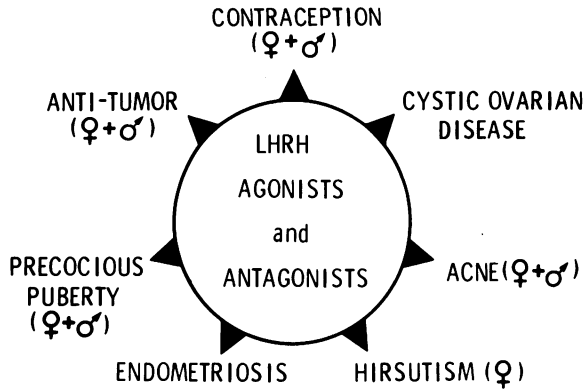 CONTRACEPTION
(♀+♂)
ANTI-TUMOR
(♀+♂)
CYSTIC OVARIAN
DISEASE
LHRH
AGONISTS
and
ANTAGONISTS
PRECOCIOUS
PUBERTY
(♀+♂)
ACNE(♀+♂)
ENDOMETRIOSIS
HIRSUTISM (♀)